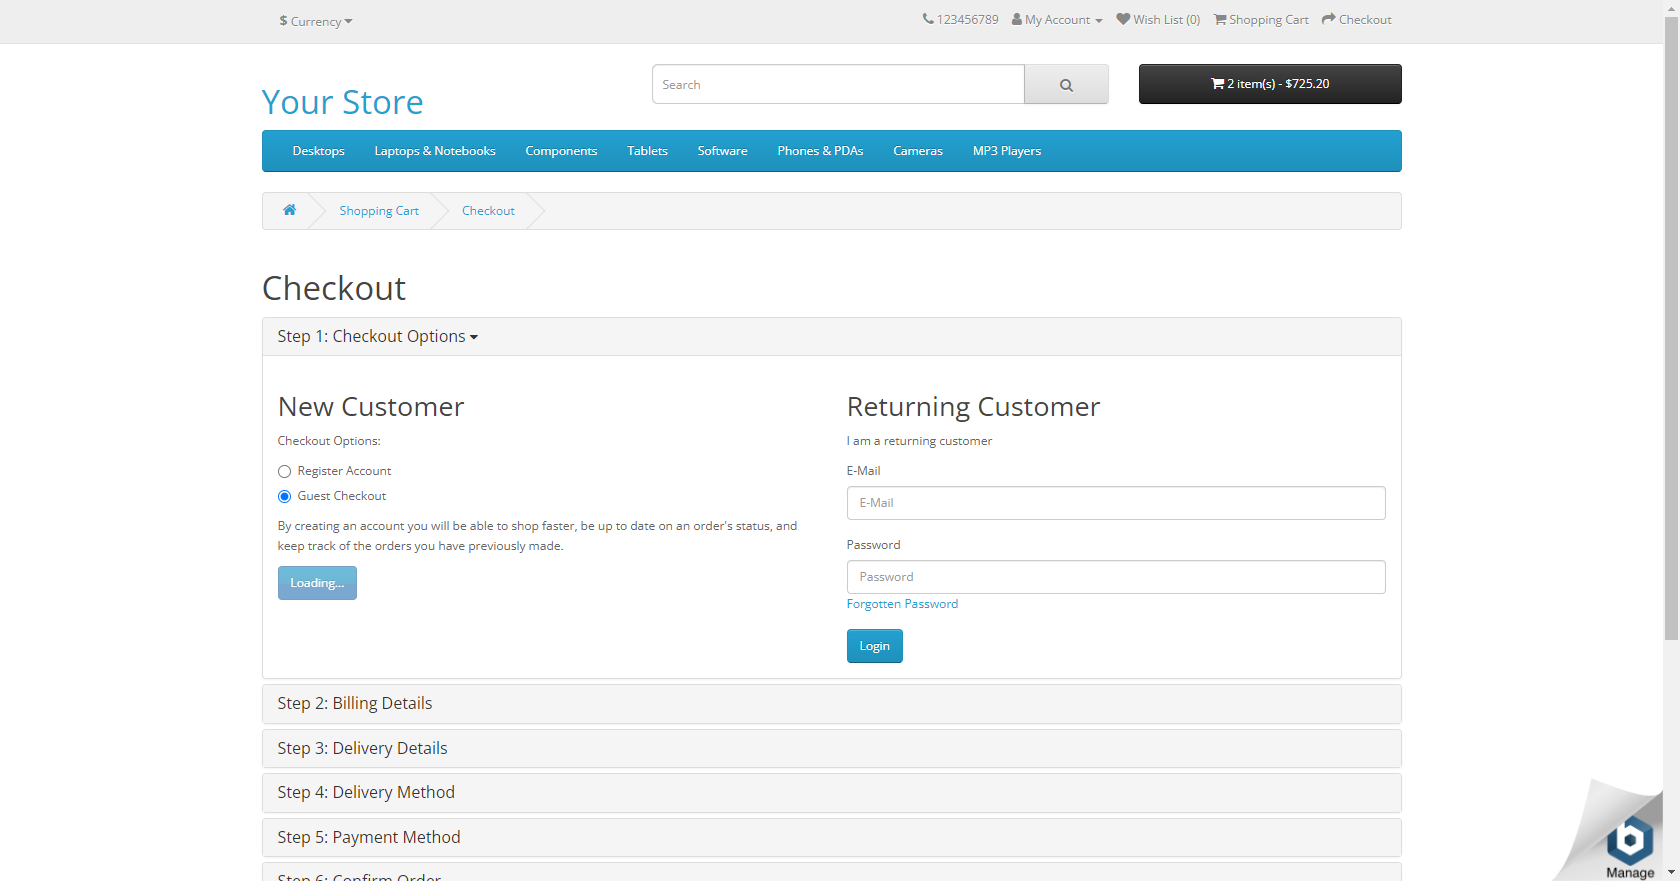 $ Currency
123456789 My Account Wish List (0) Shopping Cart Checkout
Your Store
Search
2 item(s) - $725.20
Desktops Laptops & Notebooks Components Tablets Software Phones & PDAs Cameras MP3 Players
Shopping Cart Checkout
Checkout
Step 1: Checkout Options
New Customer
Checkout Options:
Register Account
Guest Checkout
By creating an account you will be able to shop faster, be up to date on an order's status, and
keep track of the orders you have previously made.
Loading...
Returning Customer
I am a returning customer
E-Mail
E-Mail
Password
Password
Forgotten Password
Login
Step 2: Billing Details
Step 3: Delivery Details
Step 4: Delivery Method
Step 5: Payment Method
Step 6: Confirm Order
Manage